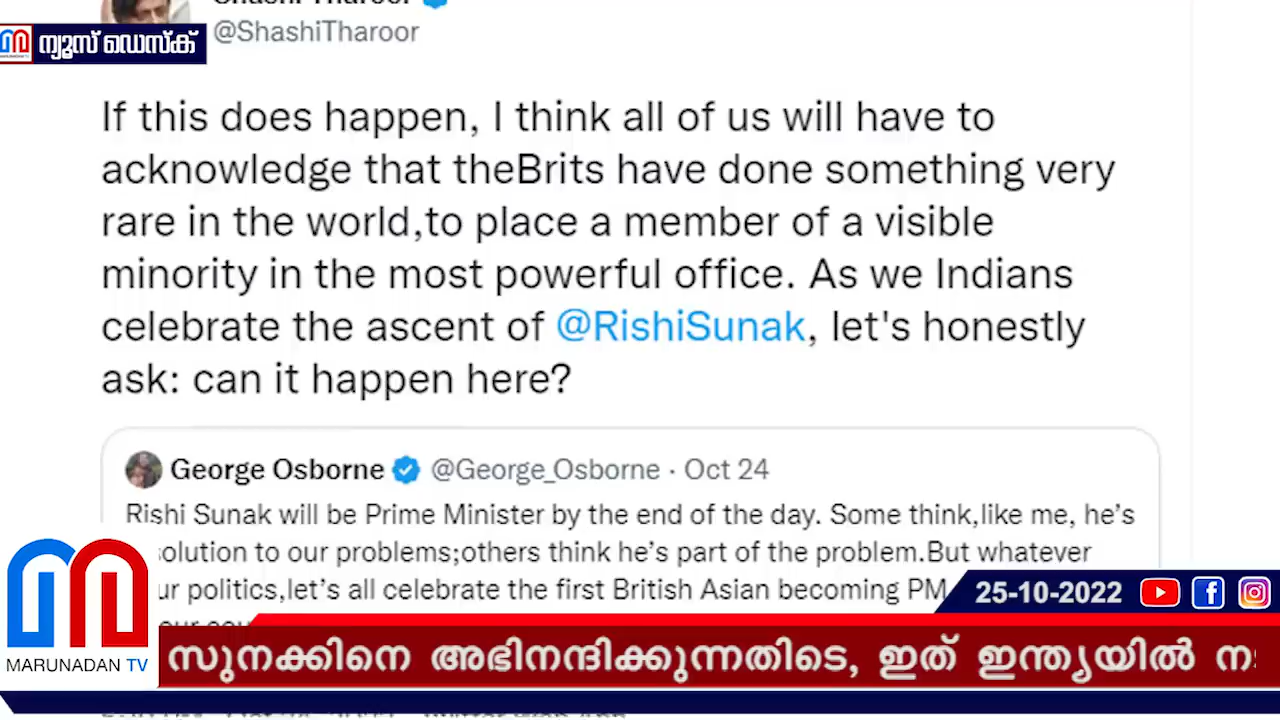 Shashi Tharoor
ന്യൂസ് ഡെസ്ക്
@ShashiTharoor
If this does happen, I think all of us will have to
acknowledge that theBrits have done something very
rare in the world,to place a member of a visible
minority in the most powerful office. As we Indians
celebrate the ascent of @RishiSunak, let's honestly
ask: can it happen here?
George Osborne @George_Osborne · Oct 24
Rishi Sunak will be Prime Minister by the end of the day. Some think,like me, he's
solution to our problems;others think he's part of the problem.But whatever
politics,let's all celebrate the first British Asian becoming PM
25-10-2022
MARUNADAN TV
സുനക്കിനെ അഭിനന്ദിക്കുന്നതിടെ, ഇത് ഇന്ത്യയിൽ